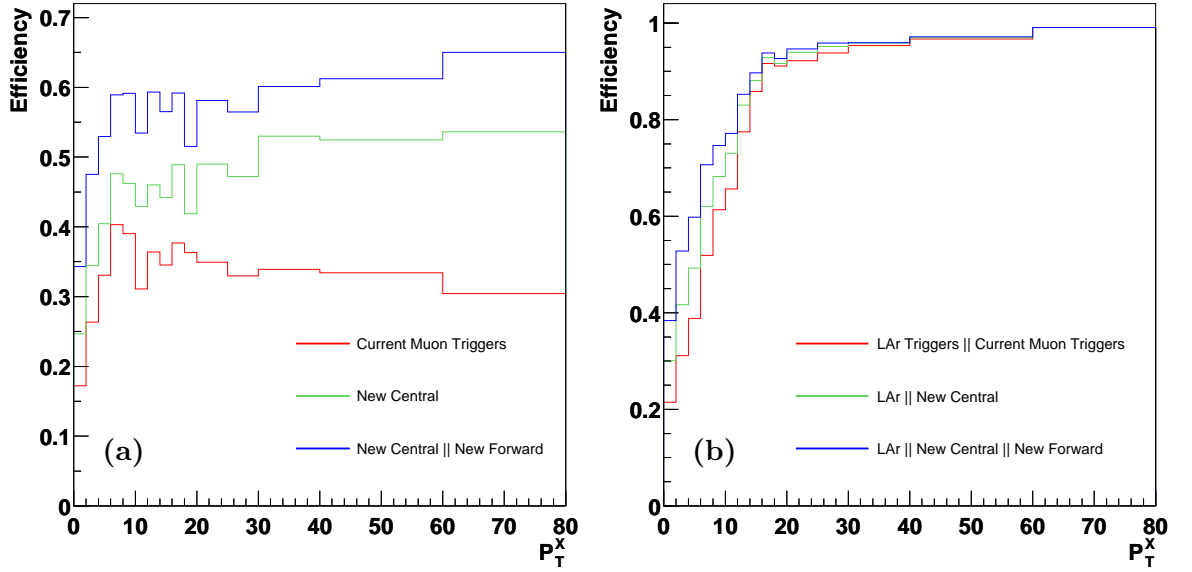 Efficiency
0.7
0.6
0.5
0.4
0.3
0.2
0.1
0
0 10 20 30 40 50 60 70 80
P_T^X
Current Muon Triggers
New Central
New Central || New Forward
(a)
Efficiency
1
0.8
0.6
0.4
0.2
0
0 10 20 30 40 50 60 70 80
P_T^X
LAr Triggers || Current Muon Triggers
LAr || New Central
LAr || New Central || New Forward
(b)